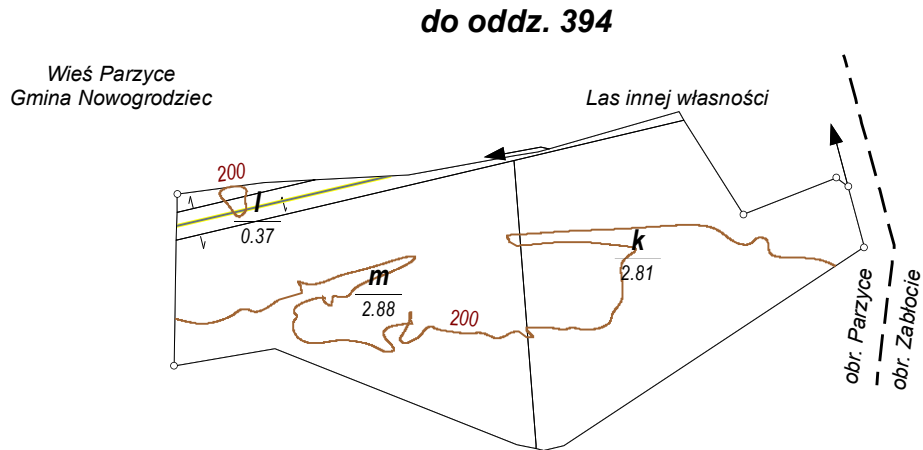 do oddz. 394
Wieś Parzyce
Gmina Nowogrodziec
Las innej własności
200
l
0.37
k
2.81
m
2.88
200
obr. Parzyce
obr. Zabłocie